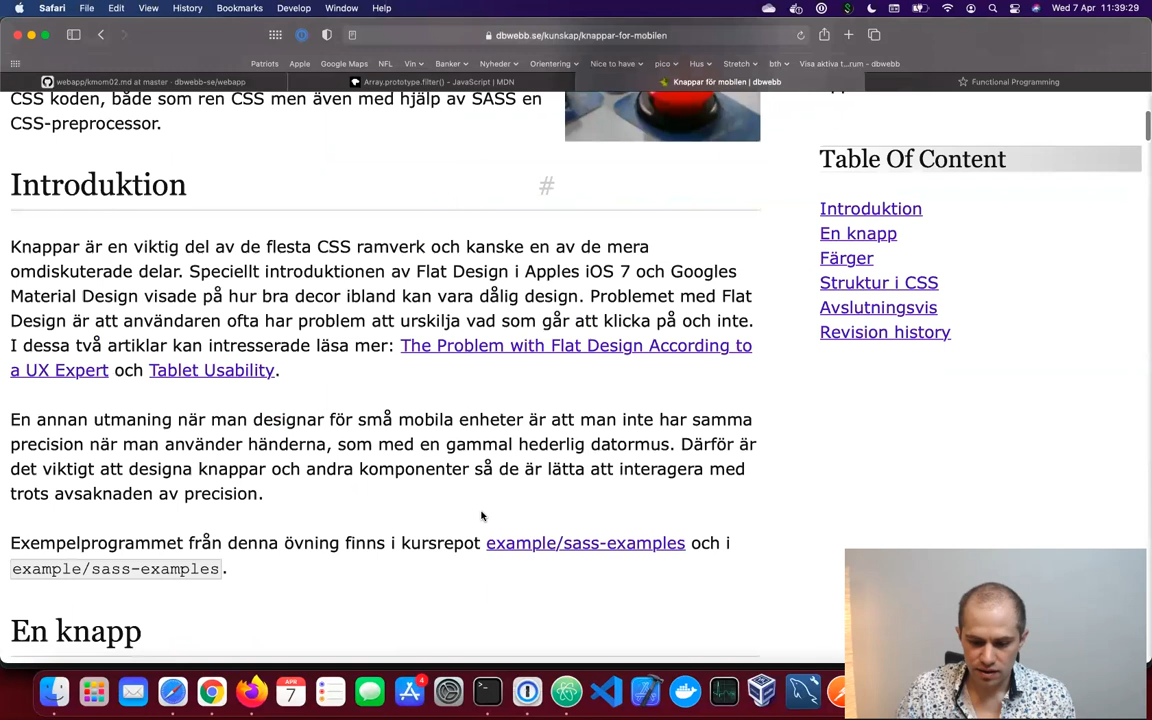 Safari File Edit View History Bookmarks Develop Window Help Wed 7 Apr 11:39:29
dbwebb.se/kunskap/knappar-for-mobilen
Patriots Apple Google Maps NFL Vin Banker Nyheder Orientering Nice to have pico Hus Stretch bth Visa aktiva t...rum - dbwebb
webapp/kmom02.md at master · dbwebb-se/webapp Array.prototype.filter() - JavaScript | MDN Knappar för mobilen | dbwebb Functional Programming
CSS koden, både som ren CSS men även med hjälp av SASS en
CSS-preprocessor.
Introduktion #
Knappar är en viktig del av de flesta CSS ramverk och kanske en av de mera
omdiskuterade delar. Speciellt introduktionen av Flat Design i Apples iOS 7 och Googles
Material Design visade på hur bra decor ibland kan vara dålig design. Problemet med Flat
Design är att användaren ofta har problem att urskilja vad som går att klicka på och inte.
I dessa två artiklar kan intresserade läsa mer: The Problem with Flat Design According to
a UX Expert och Tablet Usability.
En annan utmaning när man designar för små mobila enheter är att man inte har samma
precision när man använder händerna, som med en gammal hederlig datormus. Därför är
det viktigt att designa knappar och andra komponenter så de är lätta att interagera med
trots avsaknaden av precision.
Exempelprogrammet från denna övning finns i kursrepot example/sass-examples och i
example/sass-examples.
En knapp
Table Of Content
Introduktion
En knapp
Färger
Struktur i CSS
Avslutningsvis
Revision history
APR
7
4